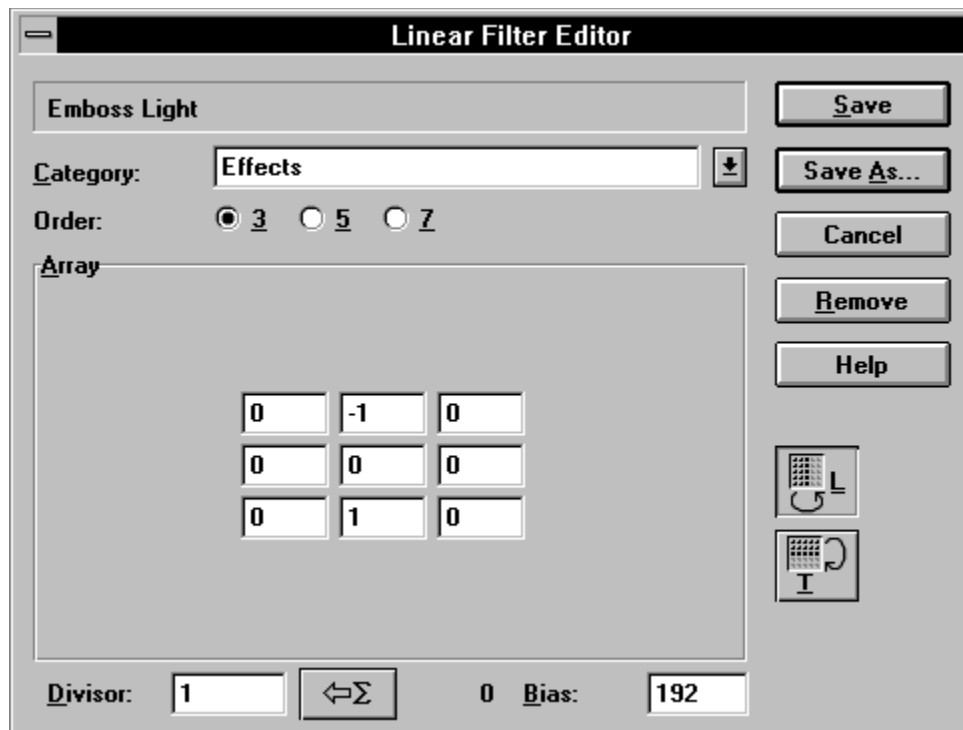 Linear Filter Editor
Emboss Light
Save
Category: Effects
Save As...
Order: 3 5 7
Cancel
Array
Remove
Help
0 -1 0
0 0 0
0 1 0
L
T
Divisor: 1 ⇦Σ 0 Bias: 192